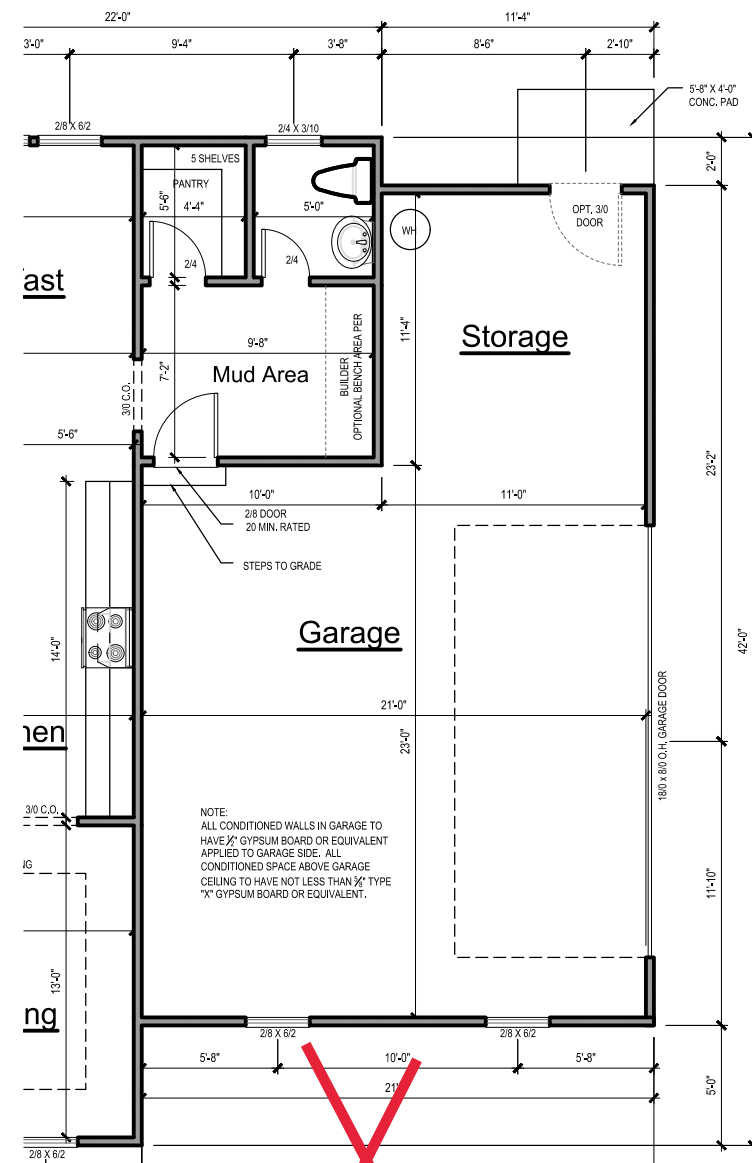 22'-0"
11'-4"
3'-0"
9'-4"
3'-8"
8'-6"
2'-10"
5'-8" X 4'-0"
CONC. PAD
2/8 X 6/2
2/4 X 3/10
5 SHELVES
PANTRY
5'-6"
4'-4"
5'-0"
2'-0"
OPT, 3/0
DOOR
WH
2/4
2/4
Storage
11'-4"
9'-8"
7'-2"
Mud Area
BUILDER
OPTIONAL BENCH AREA PER
3/0 C.O.
5'-6"
23'-2"
10'-0"
11'-0"
2/8 DOOR
20 MIN. RATED
STEPS TO GRADE
Garage
14'-0"
42'-0"
18/0 x 8/0 O.H. GARAGE DOOR
21'-0"
23'-0"
3/0 C.O.
NOTE:
ALL CONDITIONED WALLS IN GARAGE TO
HAVE ½" GYPSUM BOARD OR EQUIVALENT
APPLIED TO GARAGE SIDE. ALL
CONDITIONED SPACE ABOVE GARAGE
CEILING TO HAVE NOT LESS THAN ⅝" TYPE
"X" GYPSUM BOARD OR EQUIVALENT.
11'-10"
13'-0"
2/8 X 6/2
2/8 X 6/2
5'-8"
10'-0"
5'-8"
5'-0"
21'
2/8 X 6/2